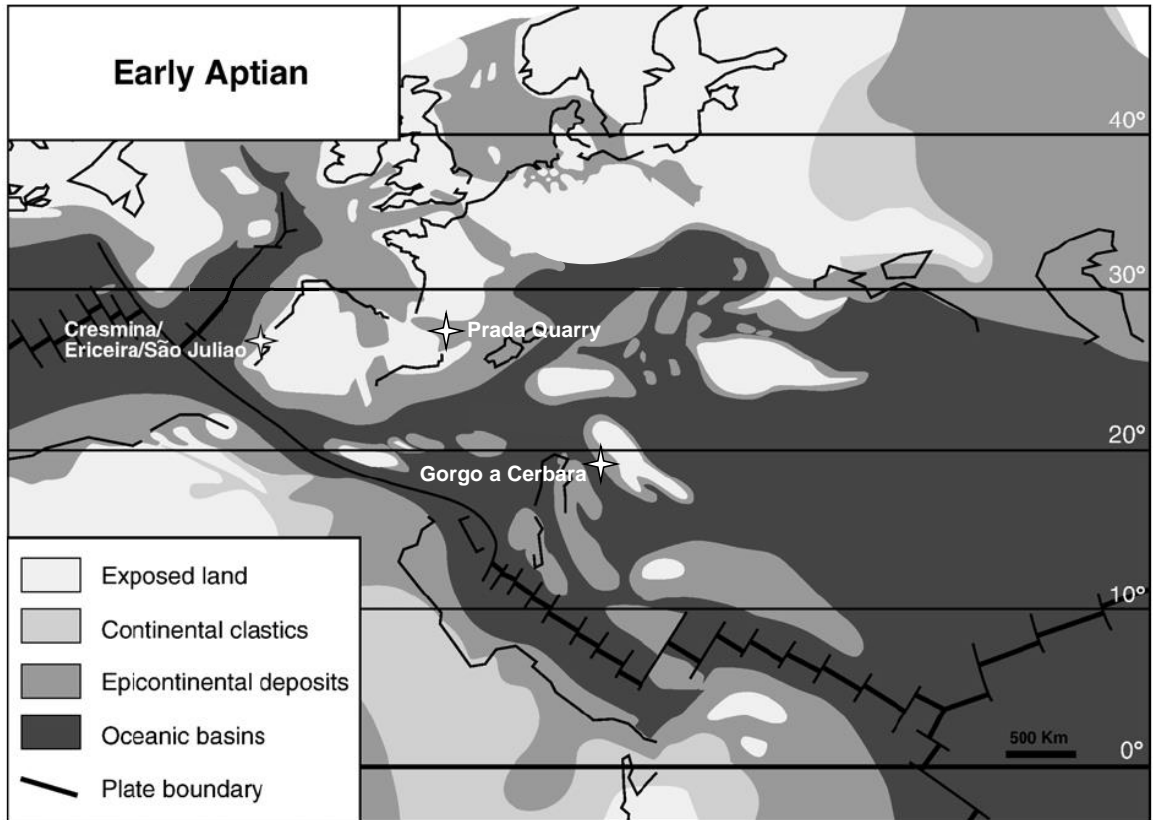 Early Aptian
40°
30°
Cresmina/
Ericeira/São Juliao
Prada Quarry
20°
Gorgo a Cerbara
10°
500 Km
0°
Exposed land
Continental clastics
Epicontinental deposits
Oceanic basins
Plate boundary